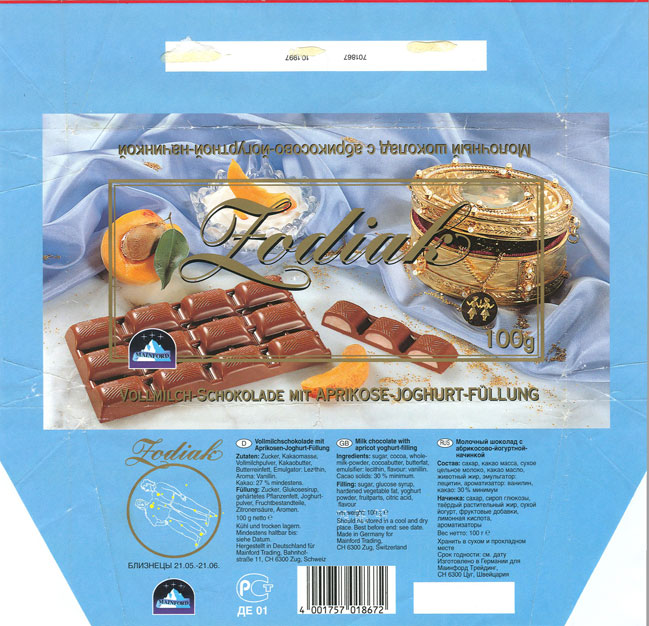 10.1997 701867
Молочный шоколад с абрикосово-йогуртной-начинкой
Zodiak
100g
MAINFORD
VOLLMILCH-SCHOKOLADE MIT APRIKOSE-JOGHURT-FÜLLUNG
Zodiak
БЛИЗНЕЦЫ 21.05.-21.06.
MAINFORD
D Vollmilchschokolade mit
Aprikosen-Joghurt-Füllung
Zutaten: Zucker, Kakaomasse,
Vollmilchpulver, Kakaobutter,
Butterreinfett, Emulgator: Lezithin,
Aroma: Vanillin.
Kakao: 27 % mindestens.
Füllung: Zucker, Glukosesirup,
gehärtetes Pflanzenfett, Joghurt-
pulver, Fruchtbestandteile,
Zitronensäure, Aromen.
100 g netto e
Kühl und trocken lagern.
Mindestens haltbar bis:
siehe Datum.
Hergestellt in Deutschland für
Mainford Trading, Bahnhof-
straße 11, CH 6300 Zug, Schweiz
РСТ
ДЕ 01
GB Milk chocolate with
apricot yoghurt-filling
Ingredients: sugar, cocoa, whole-
milk-powder, cocoabutter, butterfat,
emulsifier: lecithin, flavour: vanillin.
Cacao solids: 30 % minimum.
Filling: sugar, glucose syrup,
hardened vegetable fat, yoghurt
powder, fruitparts, citric acid,
flavour
weight: 100 g
Should be stored in a cool and dry
place. Best before end: see date.
Made in Germany for
Mainford Trading,
CH 6300 Zug, Switzerland
4 001757 018672
RUS Молочный шоколад с
абрикосово-йогуртной-
начинкой
Состав: сахар, какао масса, сухое
цельное молоко, какао масло,
животный жир, эмульгатор:
лецитин, ароматизатор: ванилин,
какао: 30% минимум
Начинка: сахар, сироп глюкозы,
твёрдый растительный жир, сухой
йогурт, фруктовые добавки,
лимонная кислота,
ароматизаторы
Вес нетто: 100 г
Хранить в сухом и прохладном
месте
Срок годности: см. дату
Изготовлено в Германии для
Маинфорд Трейдинг,
CH 6300 Цуг, Швейцария